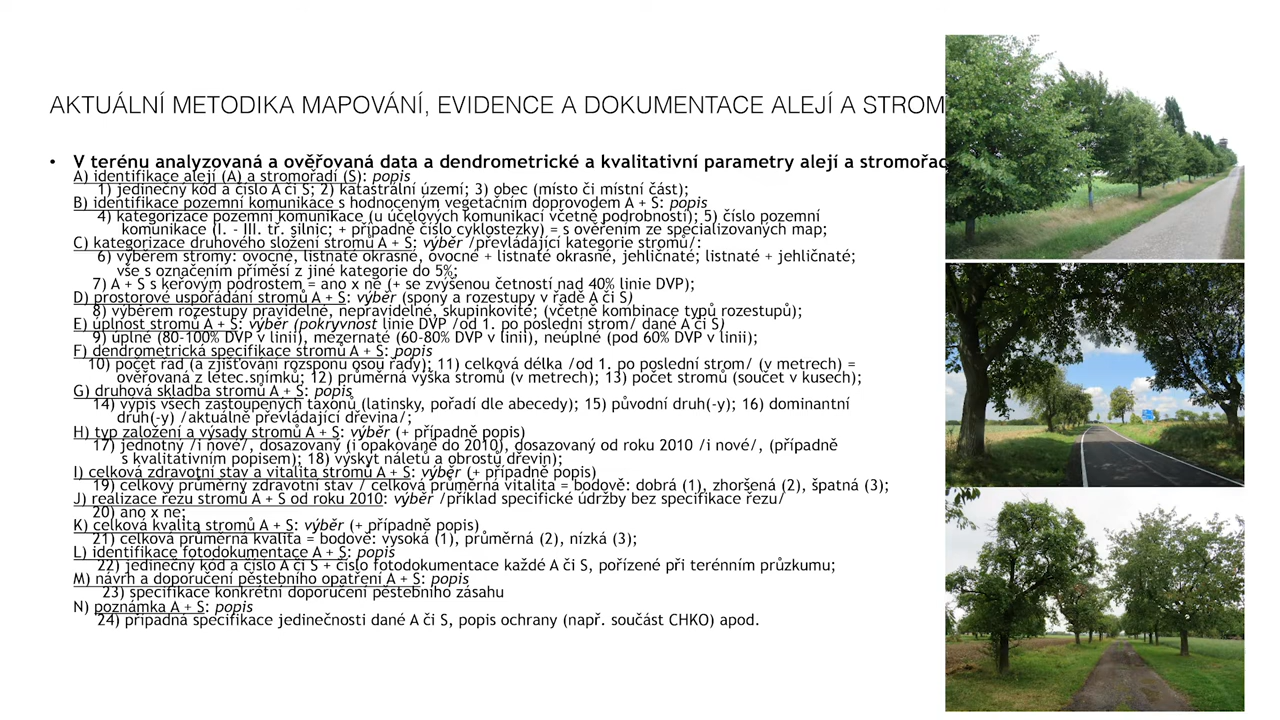 AKTUÁLNÍ METODIKA MAPOVÁNÍ, EVIDENCE A DOKUMENTACE ALEJÍ A STROM
• V terénu analyzovaná a ověřovaná data a dendrometrické a kvalitativní parametry alejí a stromořad
A) identifikace alejí (A) a stromořadí (S): popis
1) jedinečný kód a číslo A či S; 2) katastrální území; 3) obec (místo či místní část);
B) identifikace pozemní komunikace s hodnoceným vegetačním doprovodem A + S: popis
4) kategorizace pozemní komunikace (u účelových komunikací včetně podrobností); 5) číslo pozemní
komunikace (I. - III. tř. silnic; + případně číslo cyklostezky) = s ověřením ze specializovaných map;
C) kategorizace druhového složení stromů A + S: výběr /převládající kategorie stromů/:
6) výběrem stromy: ovocné, listnaté okrasné, ovocné + listnaté okrasné, jehličnaté; listnaté + jehličnaté;
vše s označením příměsí z jiné kategorie do 5%;
7) A + S s keřovým podrostem = ano x ne (+ se zvýšenou četností nad 40% linie DVP);
D) prostorové uspořádání stromů A + S: výběr (spony a rozestupy v řadě A či S)
8) výběrem rozestupy pravidelné, nepravidelné, skupinkovité; (včetně kombinace typů rozestupů);
E) úplnost stromů A + S: výběr (pokryvnost linie DVP /od 1. po poslední strom/ dané A či S)
9) úplné (80-100% DVP v linii), mezernaté (60-80% DVP v linii), neúplné (pod 60% DVP v linii);
F) dendrometrická specifikace stromů A + S: popis
10) počet řad (a zjišťování rozsponu osou řady); 11) celková délka /od 1. po poslední strom/ (v metrech) =
ověřovaná z letec.snímků; 12) průměrná výška stromů (v metrech); 13) počet stromů (součet v kusech);
G) druhová skladba stromů A + S: popis
14) výpis všech zastoupených taxonů (latinsky, pořadí dle abecedy); 15) původní druh(-y); 16) dominantní
druh(-y) /aktuálně převládající dřevina/;
H) typ založení a výsady stromů A + S: výběr (+ případně popis)
17) jednotný /i nově/, dosazovaný (i opakovaně do 2010), dosazovaný od roku 2010 /i nově/, (případně
s kvalitativním popisem); 18) výskyt náletů a obrostů dřevin);
I) celková zdravotní stav a vitalita stromů A + S: výběr (+ případně popis)
19) celkový průměrný zdravotní stav / celková průměrná vitalita = bodově: dobrá (1), zhoršená (2), špatná (3);
J) realizace řezu stromů A + S od roku 2010: výběr /příklad specifické údržby bez specifikace řezu/
20) ano x ne;
K) celková kvalita stromů A + S: výběr (+ případně popis)
21) celková průměrná kvalita = bodově: vysoká (1), průměrná (2), nízká (3);
L) identifikace fotodokumentace A + S: popis
22) jedinečný kód a číslo A či S + číslo fotodokumentace každé A či S, pořízené při terénním průzkumu;
M) návrh a doporučení pěstebního opatření A + S: popis
23) specifikace konkrétní doporučení pěstebního zásahu
N) poznámka A + S: popis
24) případná specifikace jedinečnosti dané A či S, popis ochrany (např. součást CHKO) apod.